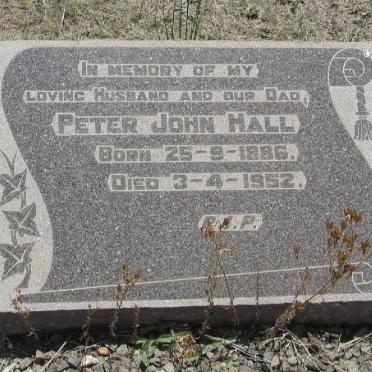 IN MEMORY OF MY
LOVING HUSBAND AND OUR DAD,
PETER JOHN HALL
BORN 25-9-1886.
DIED 3-4-1952.
R.I.P.